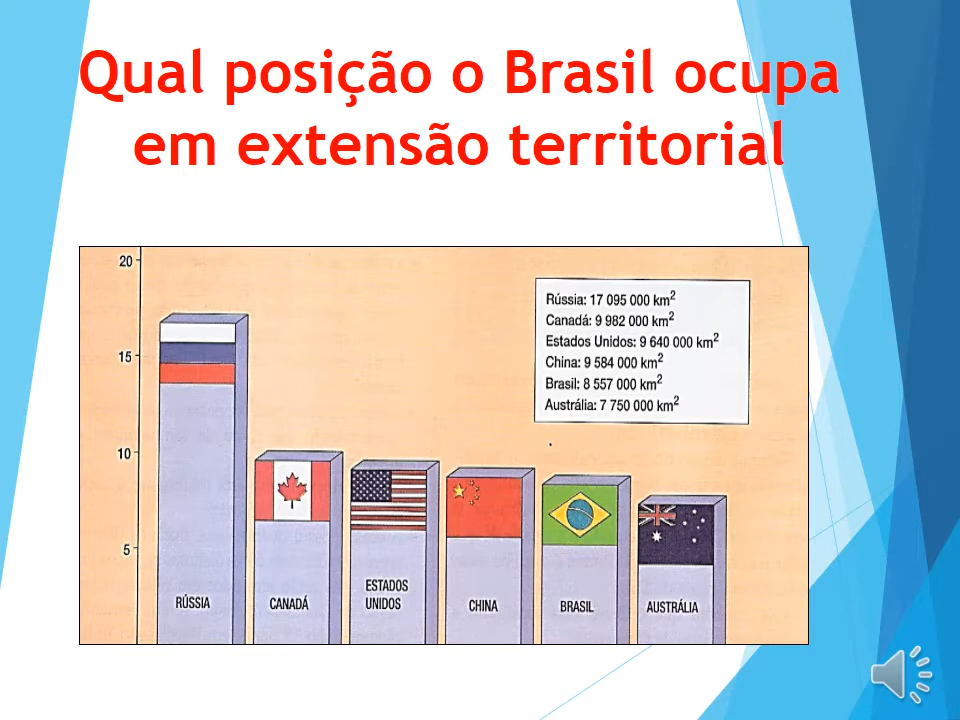 Qual posição o Brasil ocupa
em extensão territorial
20
15
10
5
Rússia: 17 095 000 km²
Canadá: 9 982 000 km²
Estados Unidos: 9 640 000 km²
China: 9 584 000 km²
Brasil: 8 557 000 km²
Austrália: 7 750 000 km²
RÚSSIA
CANADÁ
ESTADOS
UNIDOS
CHINA
BRASIL
AUSTRÁLIA